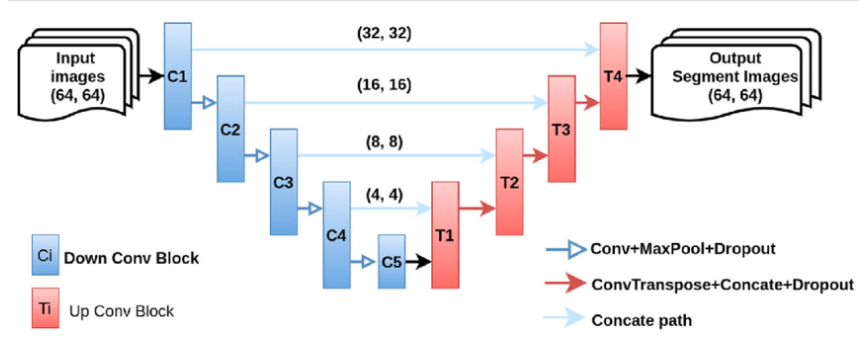 Input
images
(64, 64)
C1
(32, 32)
T4
Output
Segment Images
(64, 64)
C2
(16, 16)
T3
C3
(8, 8)
T2
C4
(4, 4)
T1
C5
Ci Down Conv Block
Ti Up Conv Block
Conv+MaxPool+Dropout
ConvTranspose+Concate+Dropout
Concate path